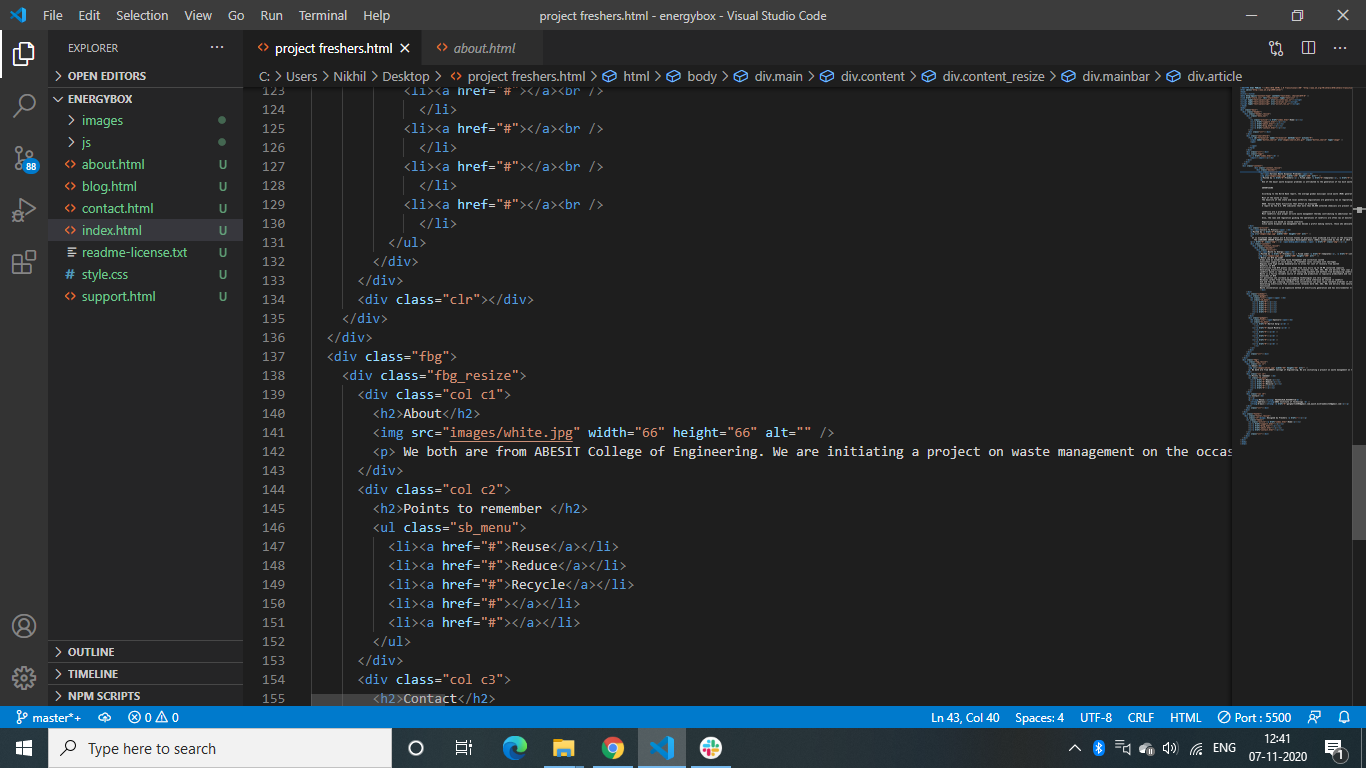 File Edit Selection View Go Run Terminal Help
project freshers.html - energybox - Visual Studio Code
EXPLORER
project freshers.html
about.html
C: > Users > Nikhil > Desktop > project freshers.html > html > body > div.main > div.content > div.content_resize > div.mainbar > div.article
OPEN EDITORS
ENERGYBOX
images
js
about.html U
blog.html U
contact.html U
index.html U
readme-license.txt U
style.css U
support.html U
88
OUTLINE
TIMELINE
NPM SCRIPTS
123 <li><a href="#"></a><br />
124 </li>
125 <li><a href="#"></a><br />
126 </li>
127 <li><a href="#"></a><br />
128 </li>
129 <li><a href="#"></a><br />
130 </li>
131 </ul>
132 </div>
133 </div>
134 <div class="clr"></div>
135 </div>
136 </div>
137 <div class="fbg">
138 <div class="fbg_resize">
139 <div class="col c1">
140 <h2>About</h2>
141 <img src="images/white.jpg" width="66" height="66" alt="" />
142 <p> We both are from ABESIT College of Engineering. We are initiating a project on waste management on the occas
143 </div>
144 <div class="col c2">
145 <h2>Points to remember </h2>
146 <ul class="sb_menu">
147 <li><a href="#">Reuse</a></li>
148 <li><a href="#">Reduce</a></li>
149 <li><a href="#">Recycle</a></li>
150 <li><a href="#"></a></li>
151 <li><a href="#"></a></li>
152 </ul>
153 </div>
154 <div class="col c3">
155 <h2>Contact</h2>
master*+ 0 0 Ln 43, Col 40 Spaces: 4 UTF-8 CRLF HTML Port : 5500
Type here to search
ENG
12:41
07-11-2020
1